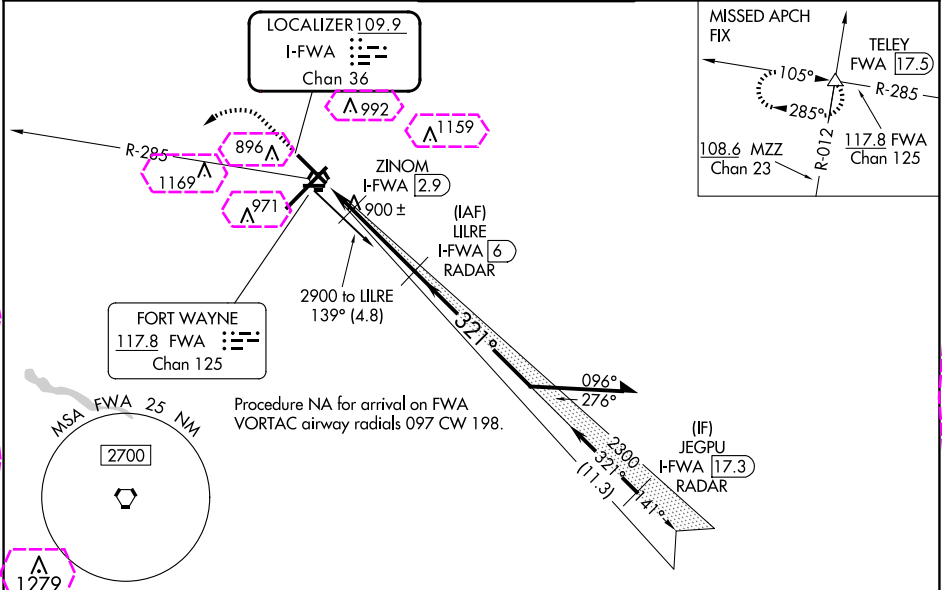 LOCALIZER 109.9
I-FWA
Chan 36
MISSED APCH
FIX
TELEY
FWA 17.5
105°
R-285
285°
R-012
108.6 MZZ
Chan 23
117.8 FWA
Chan 125
992
1159
896
R-285
1169
971
ZINOM
I-FWA 2.9
900 ±
(IAF)
LILRE
I-FWA 6
RADAR
2900 to LILRE
139° (4.8)
321°
FORT WAYNE
117.8 FWA
Chan 125
096°
276°
Procedure NA for arrival on FWA
VORTAC airway radials 097 CW 198.
(IF)
JEGPU
I-FWA 17.3
RADAR
2300
321°
(11.3)
141°
MSA FWA 25 NM
2700
1279